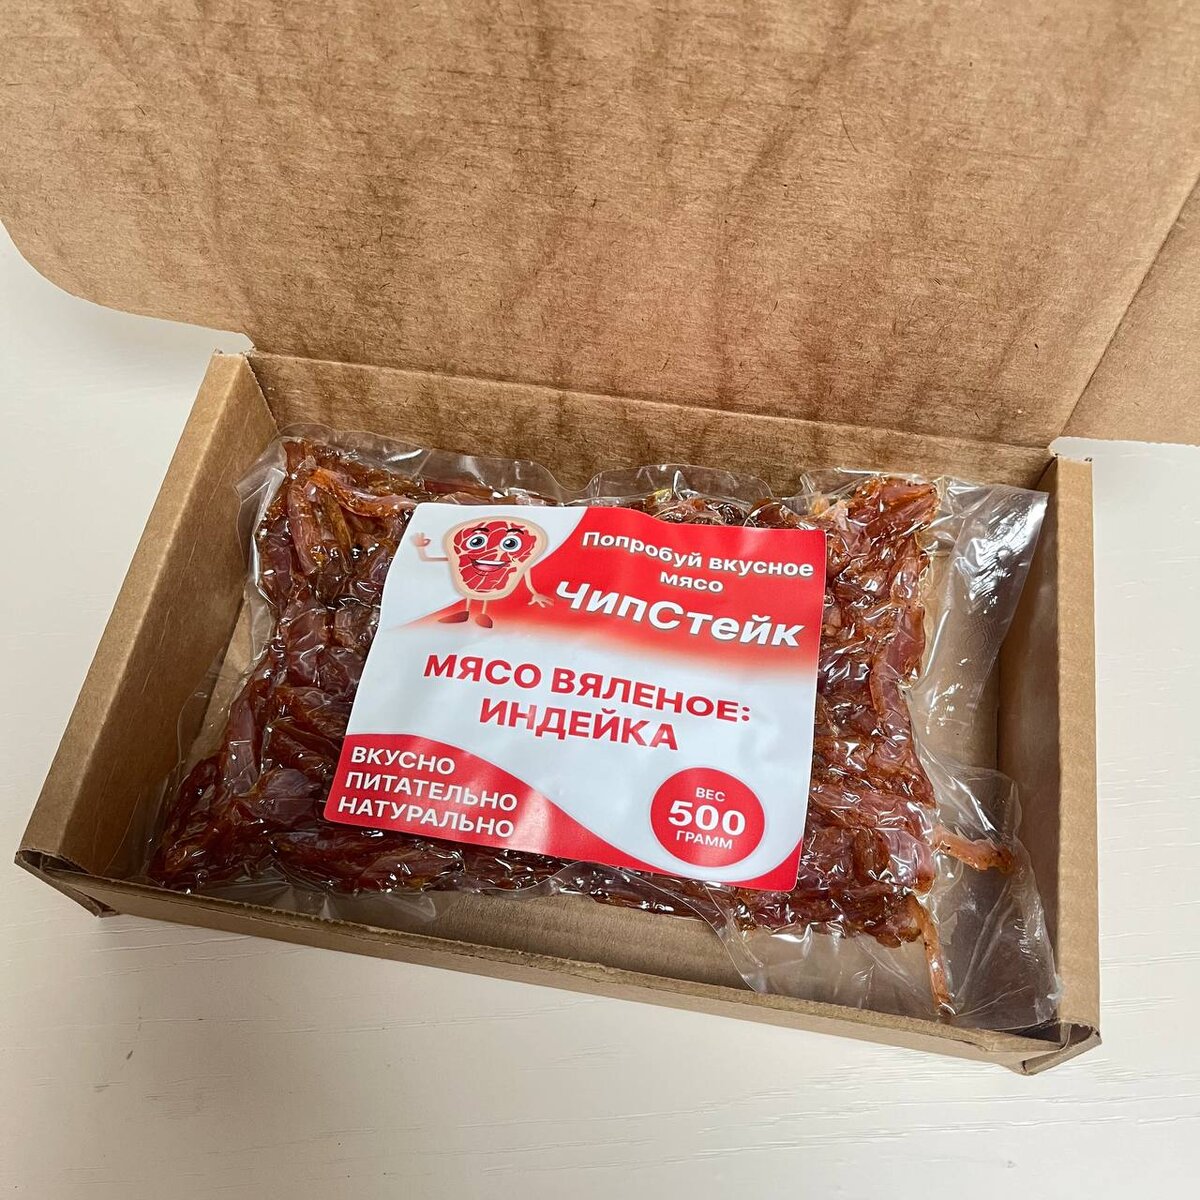 Попробуй вкусное
мясо
ЧипСтейк
МЯСО ВЯЛЕНОЕ:
ИНДЕЙКА
ВКУСНО
ПИТАТЕЛЬНО
НАТУРАЛЬНО
ВЕС
500
ГРАММ